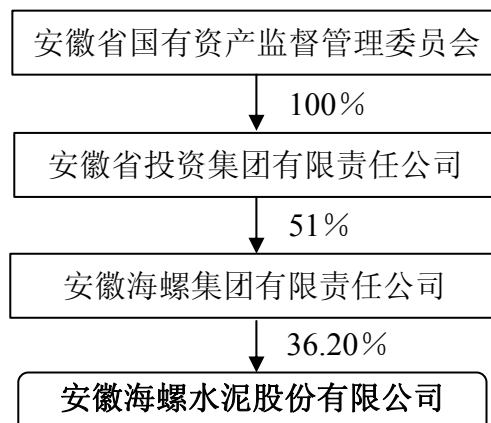 安徽省国有资产监督管理委员会
100％
安徽省投资集团有限责任公司
51％
安徽海螺集团有限责任公司
36.20％
安徽海螺水泥股份有限公司